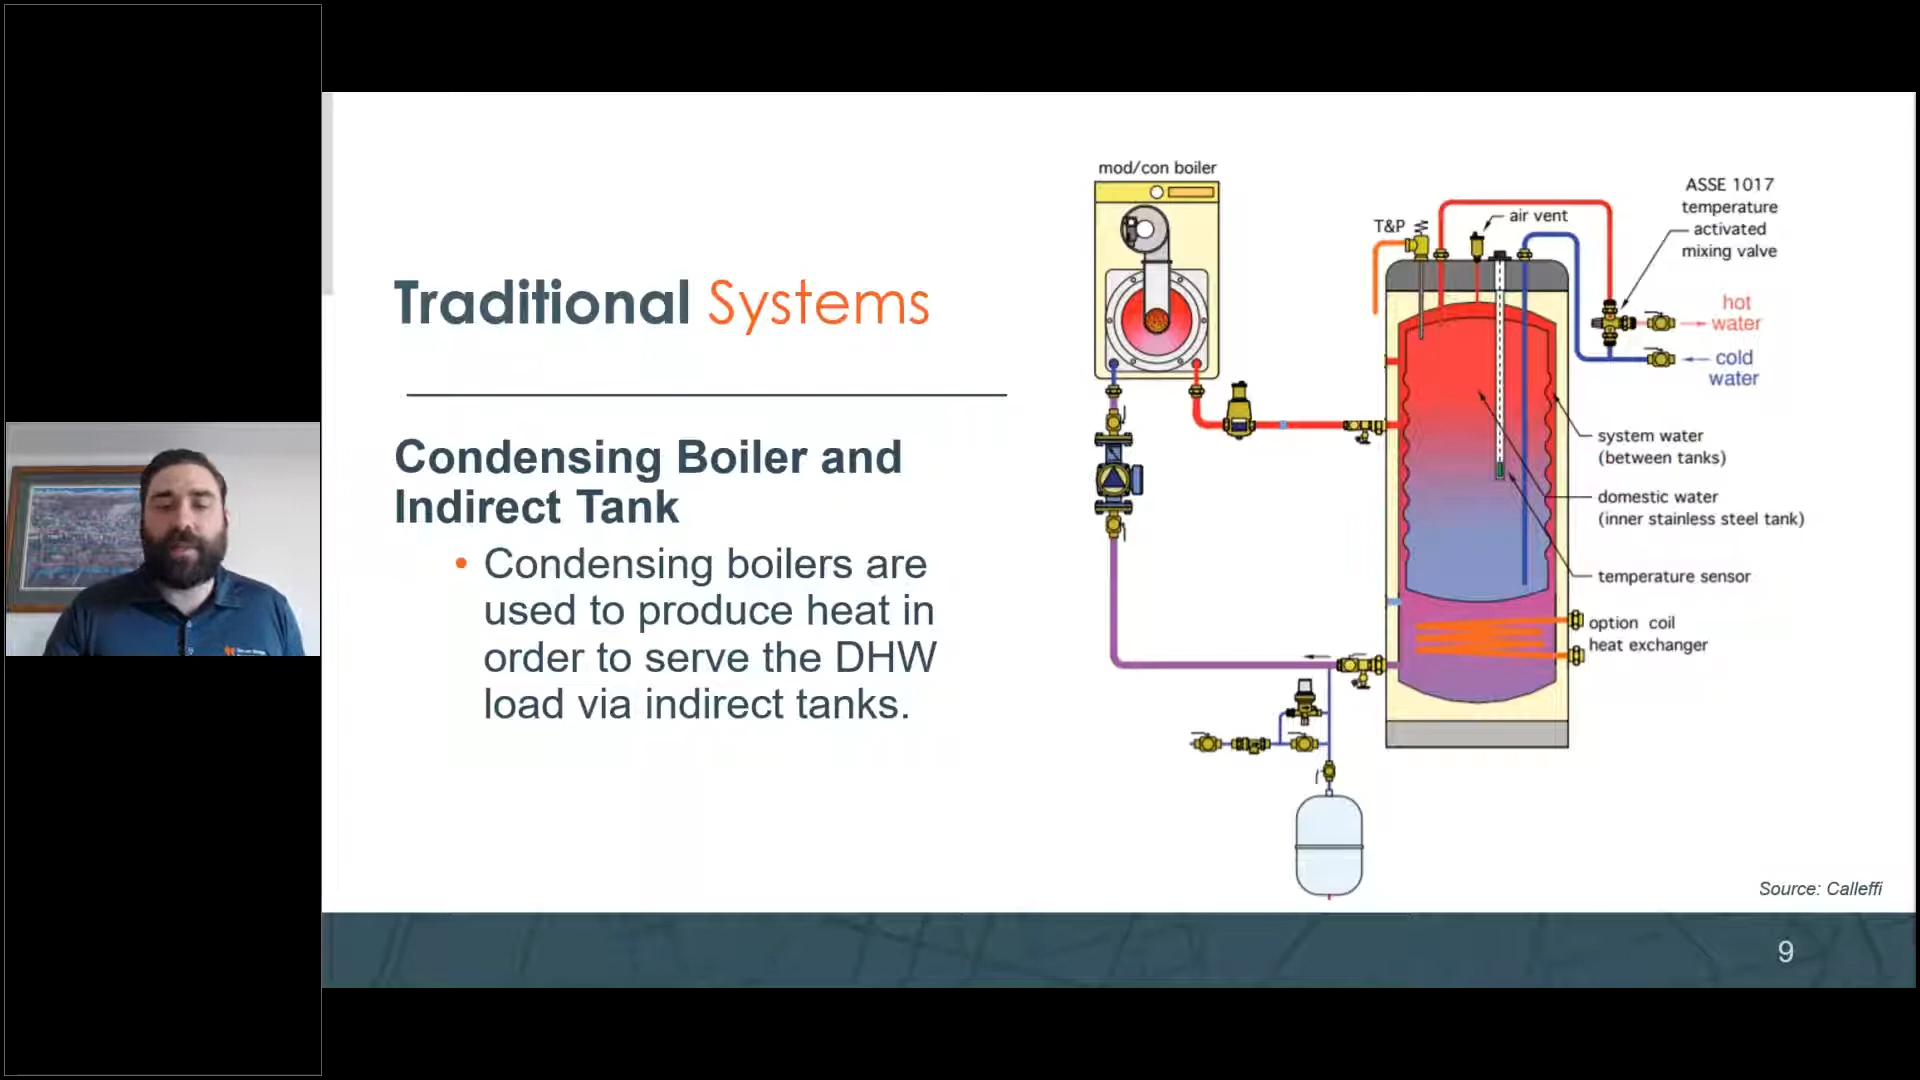 Traditional Systems
Condensing Boiler and
Indirect Tank
• Condensing boilers are
used to produce heat in
order to serve the DHW
load via indirect tanks.
mod/con boiler
T&P
air vent
ASSE 1017
temperature
activated
mixing valve
hot
water
cold
water
system water
(between tanks)
domestic water
(inner stainless steel tank)
temperature sensor
option coil
heat exchanger
Source: Calleffi
9